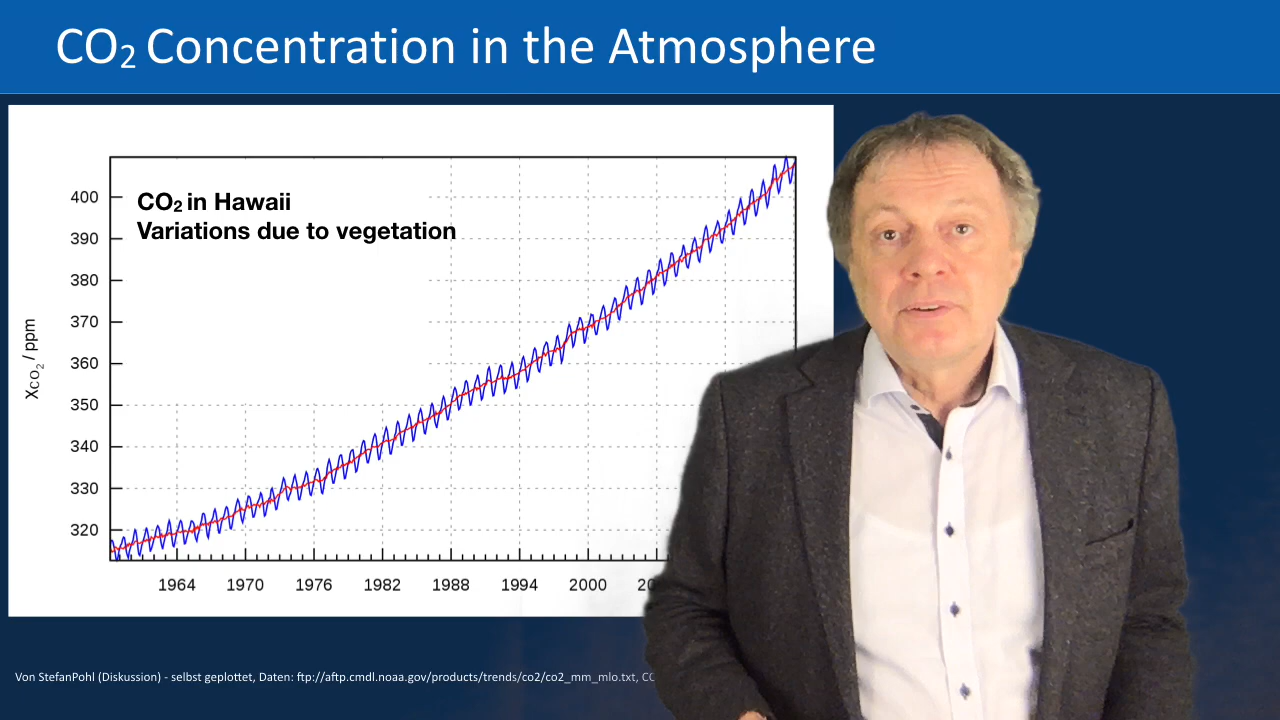 CO₂ Concentration in the Atmosphere
CO₂ in Hawaii
Variations due to vegetation
Xco₂ / ppm
400
390
380
370
360
350
340
330
320
1964 1970 1976 1982 1988 1994 2000
Von StefanPohl (Diskussion) - selbst geplottet, Daten: ftp://aftp.cmdl.noaa.gov/products/trends/co2/co2_mm_mlo.txt,